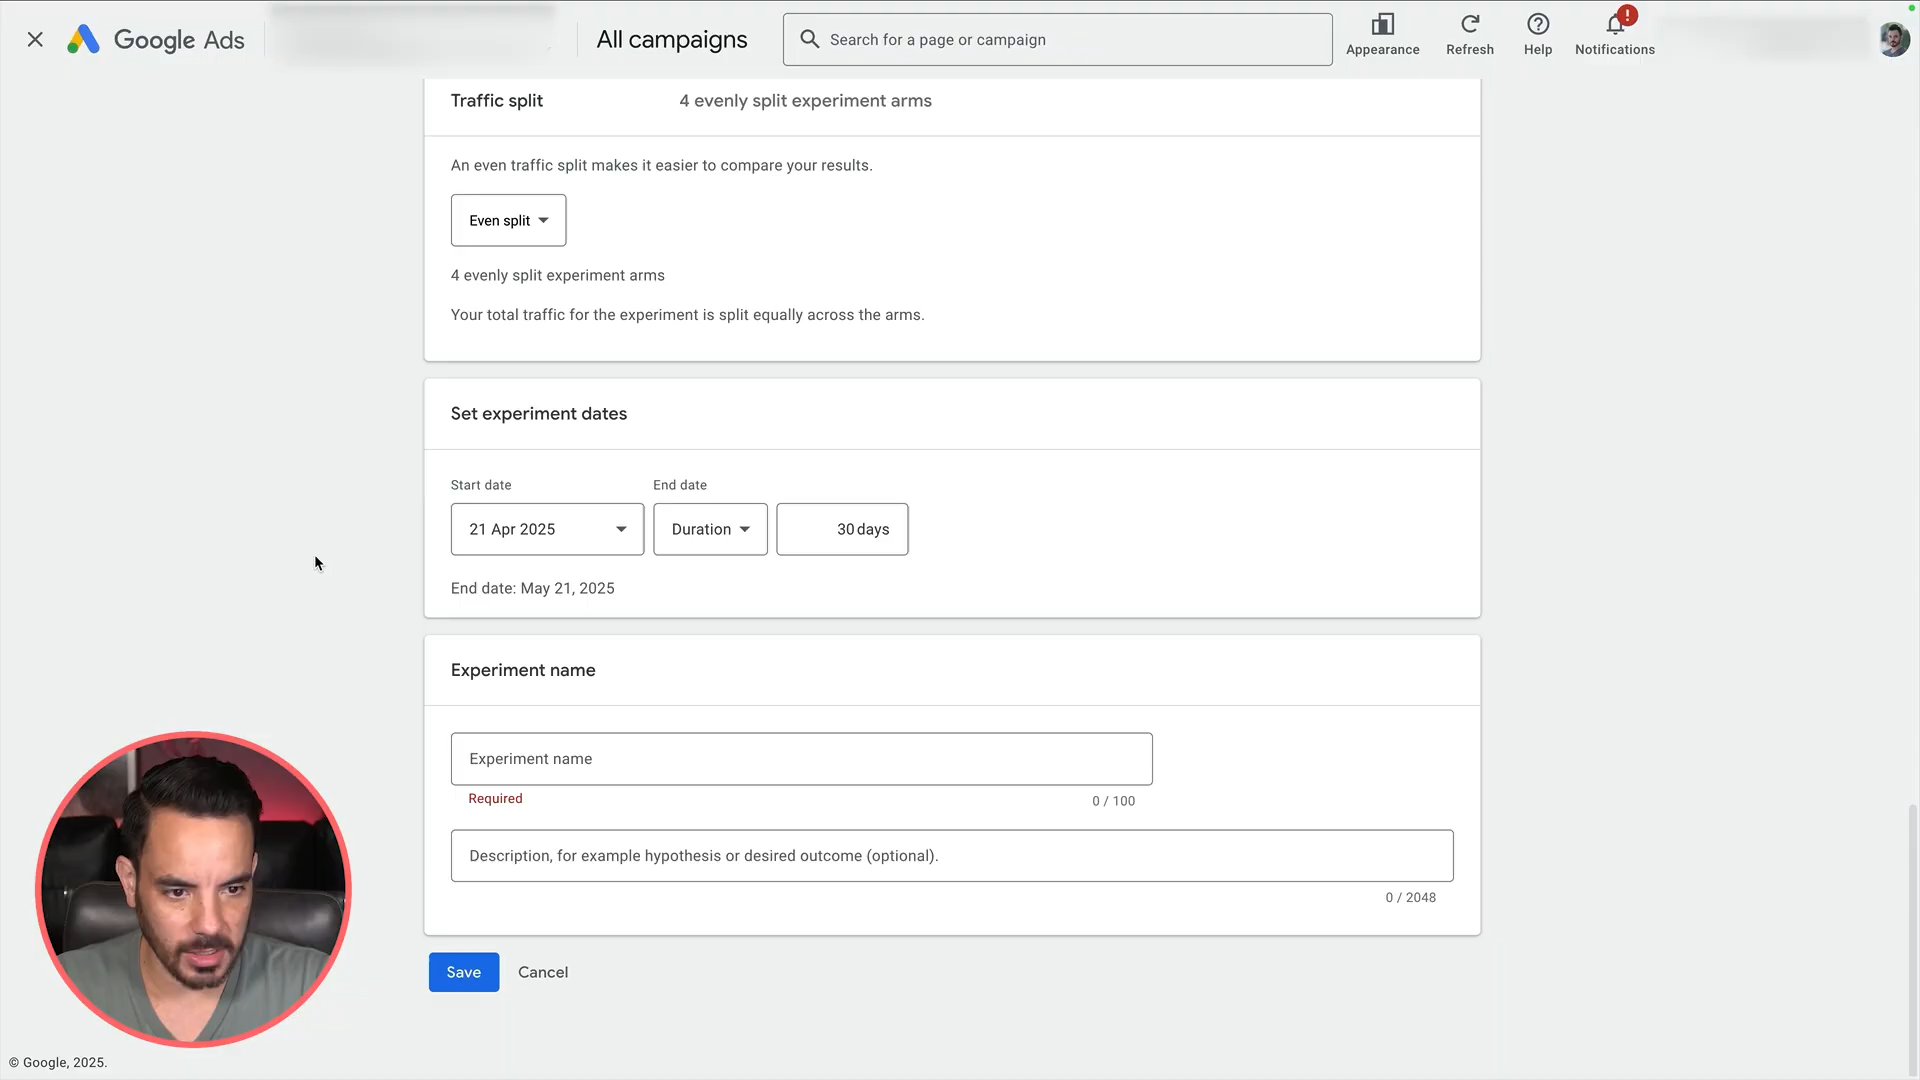 Google Ads
All campaigns
Search for a page or campaign
Appearance
Refresh
Help
!
Notifications
Traffic split
4 evenly split experiment arms
An even traffic split makes it easier to compare your results.
Even split
4 evenly split experiment arms
Your total traffic for the experiment is split equally across the arms.
Set experiment dates
Start date
End date
21 Apr 2025
Duration
30 days
End date: May 21, 2025
Experiment name
Experiment name
Required
0 / 100
Description, for example hypothesis or desired outcome (optional).
0 / 2048
Save
Cancel
© Google, 2025.